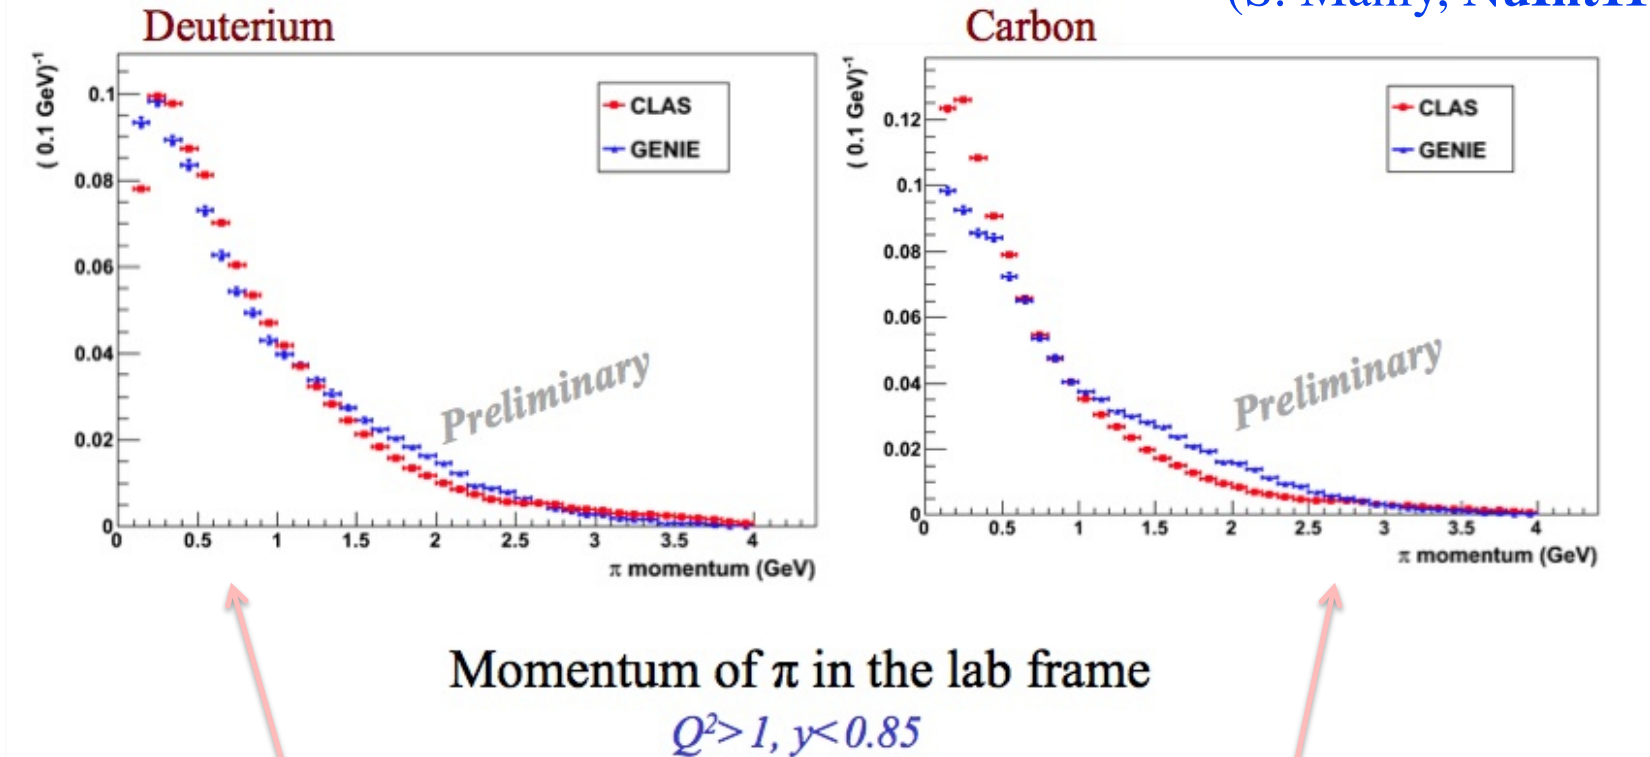 Deuterium
Carbon
( 0.1 GeV)⁻¹
0.1
0.08
0.06
0.04
0.02
0
CLAS
GENIE
Preliminary
0 0.5 1 1.5 2 2.5 3 3.5 4
π momentum (GeV)
( 0.1 GeV)⁻¹
0.12
0.1
0.08
0.06
0.04
0.02
0
CLAS
GENIE
Preliminary
0 0.5 1 1.5 2 2.5 3 3.5 4
π momentum (GeV)
Momentum of π in the lab frame
Q²> 1, y< 0.85